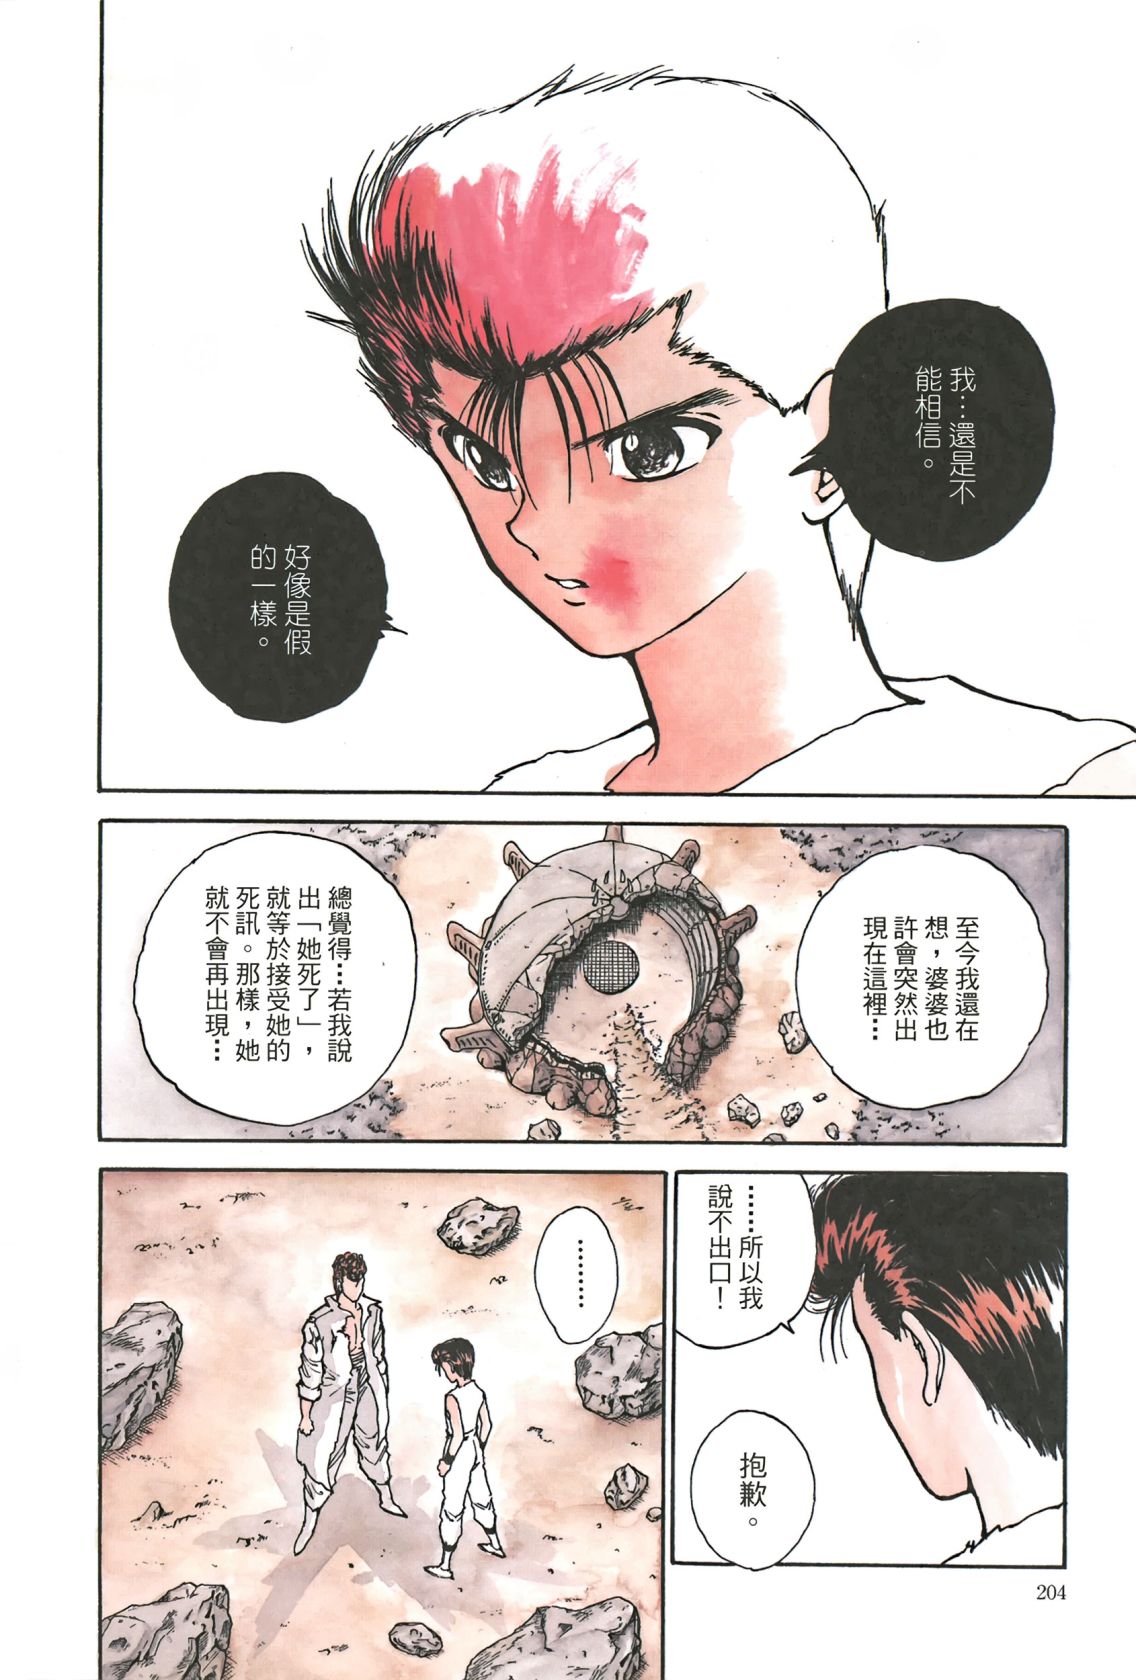 我…還是不
能相信。
好像是假
的一樣。
至今我還在
想，婆婆也
許會突然出
現在這裡…
總覺得…若我說
出「她死了」，
就等於接受她的
死訊。那樣，她
就不會再出現…
……所以我
說不出口！
抱歉。
………
204